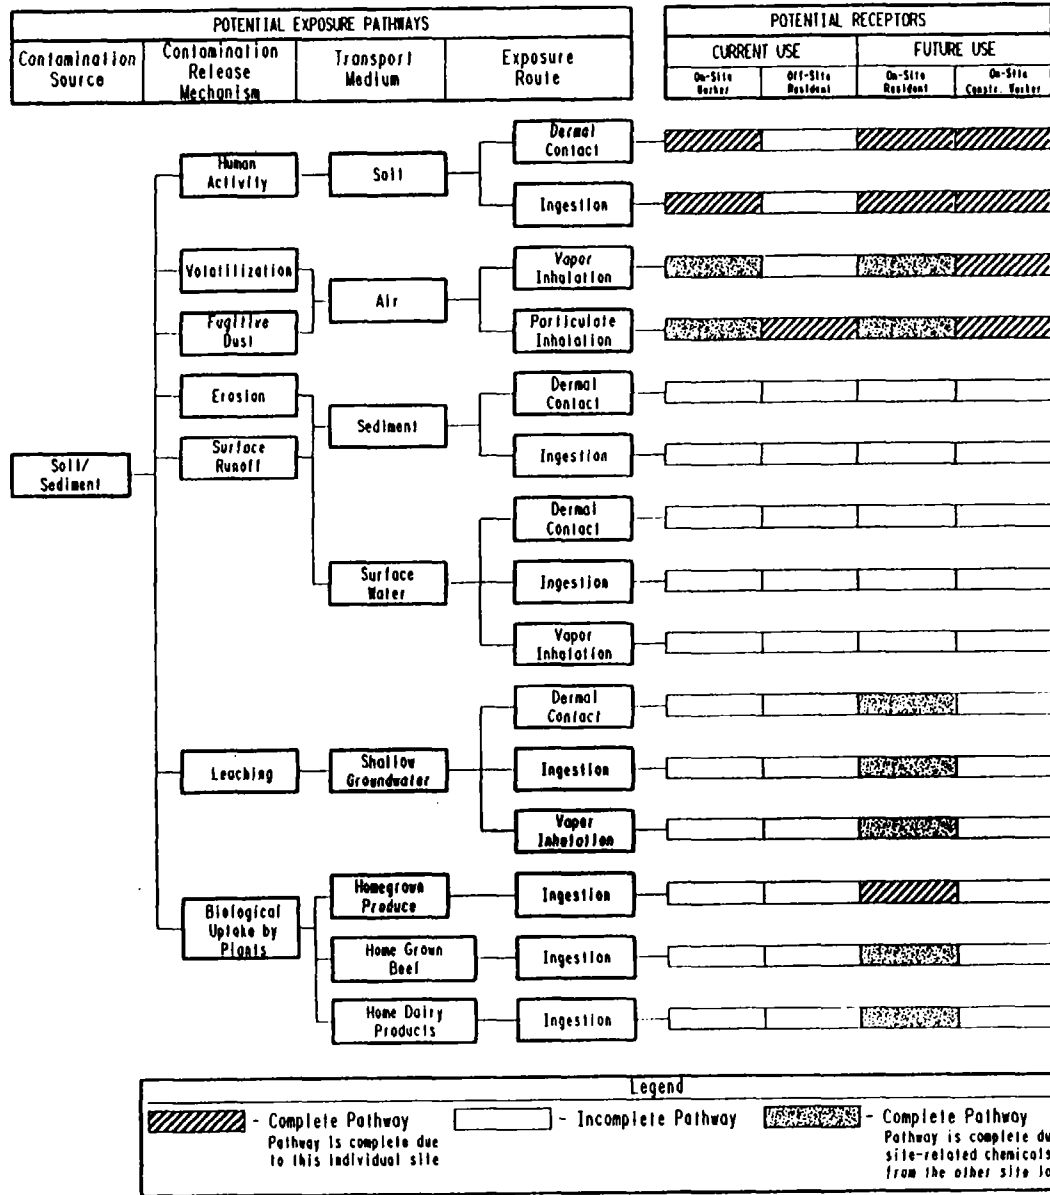 POTENTIAL EXPOSURE PATHWAYS
Contamination
Source
Contamination
Release
Mechanism
Transport
Medium
Exposure
Route
POTENTIAL RECEPTORS
CURRENT USE
FUTURE USE
On-Site
Worker
Off-Site
Resident
On-Site
Resident
On-Site
Constr. Worker
Soil/
Sediment
Human
Activity
Soil
Dermal
Contact
Ingestion
Volatilization
Fugitive
Dust
Air
Vapor
Inhalation
Particulate
Inhalation
Erosion
Surface
Runoff
Sediment
Dermal
Contact
Ingestion
Surface
Water
Dermal
Contact
Ingestion
Vapor
Inhalation
Leaching
Shallow
Groundwater
Dermal
Contact
Ingestion
Vapor
Inhalation
Biological
Uptake by
Plants
Homegrown
Produce
Ingestion
Home Grown
Beef
Ingestion
Home Dairy
Products
Ingestion
Legend
- Complete Pathway
Pathway is complete due
to this individual site
- Incomplete Pathway
- Complete Pathway
Pathway is complete du
site-related chemicals
from the other site lo